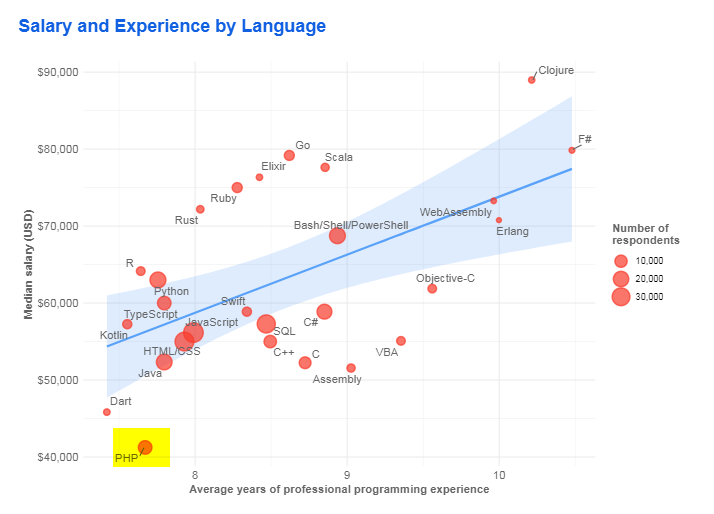 Salary and Experience by Language
$90,000
$80,000
$70,000
$60,000
$50,000
$40,000
Median salary (USD)
Clojure
F#
Go
Scala
Elixir
Ruby
Rust
WebAssembly
Bash/Shell/PowerShell
Erlang
R
Python
Objective-C
TypeScript
Swift
Kotlin
JavaScript
SQL
C#
HTML/CSS
C++
C
VBA
Java
Assembly
Dart
PHP
8
9
10
Average years of professional programming experience
Number of
respondents
10,000
20,000
30,000